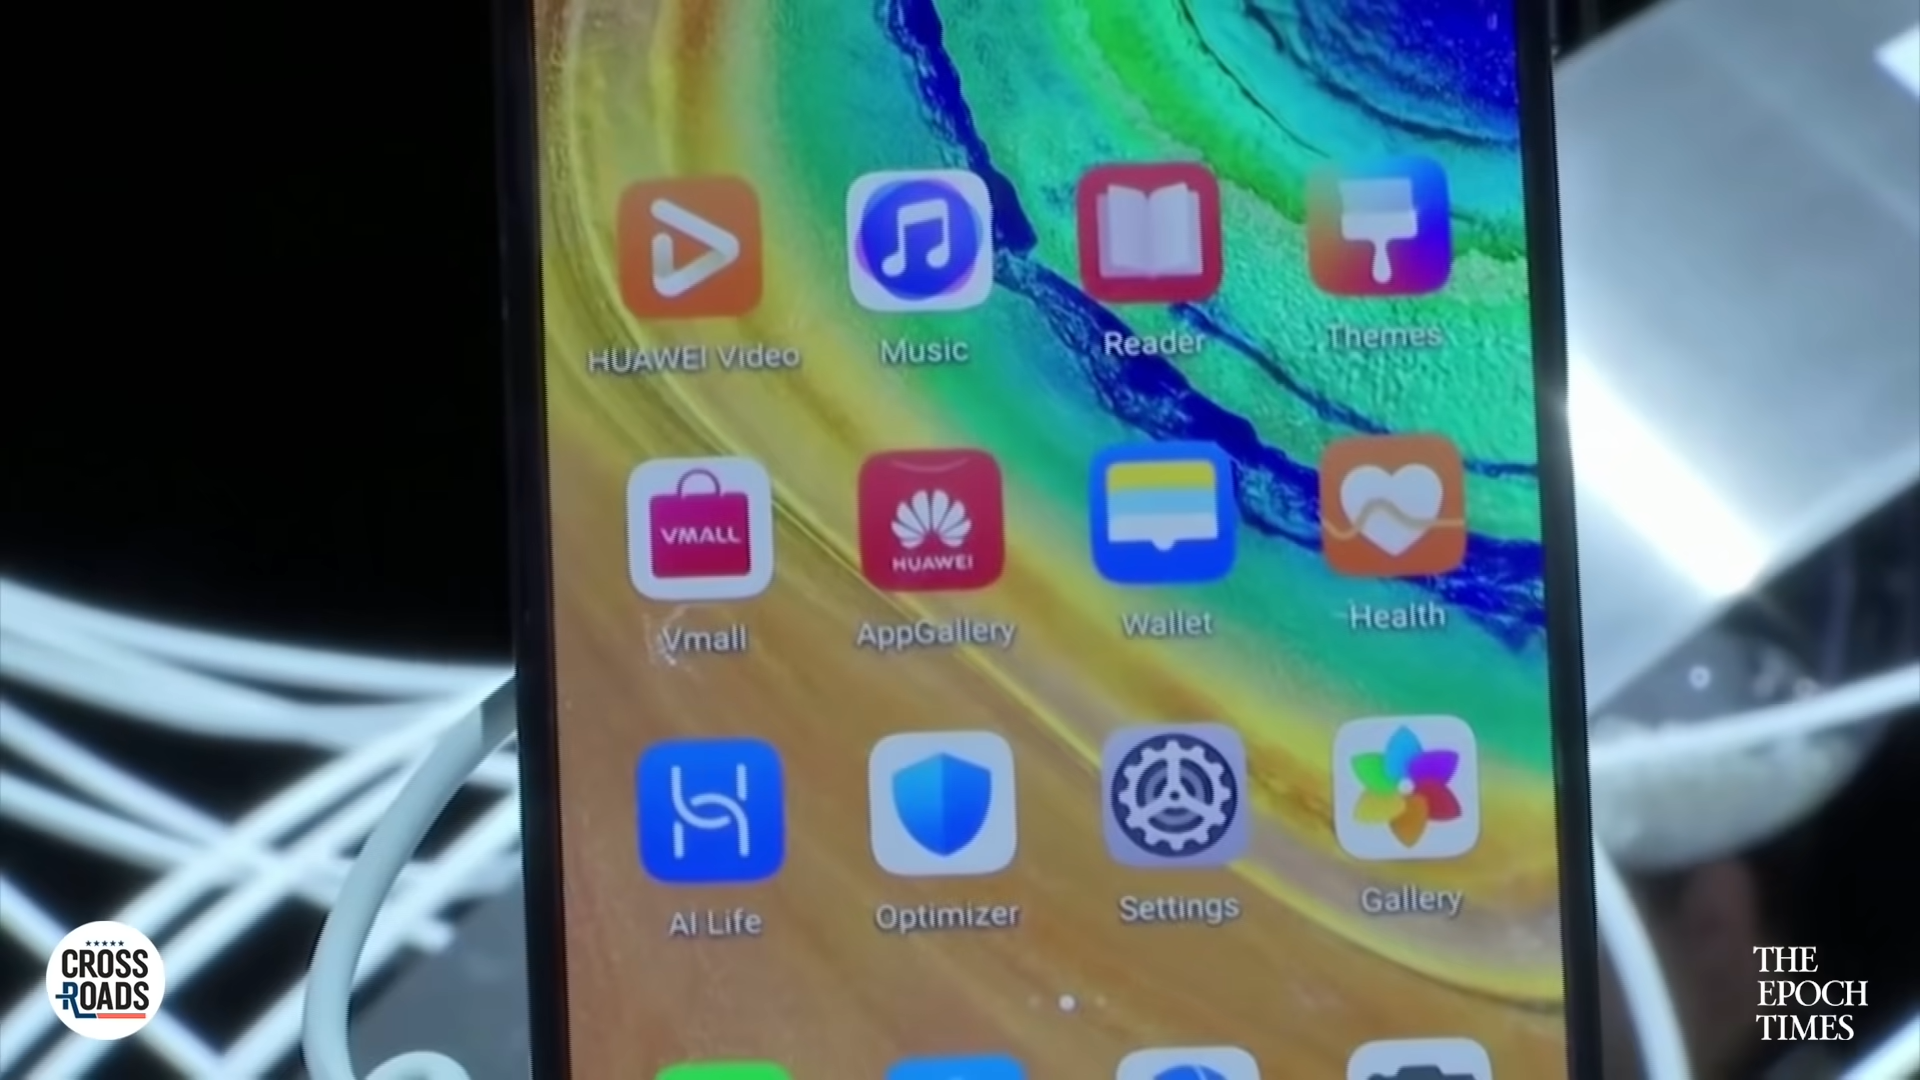 HUAWEI Video
Music
Reader
Themes
VMALL
HUAWEI
Vmall
AppGallery
Wallet
Health
AI Life
Optimizer
Settings
Gallery
CROSS
ROADS
THE
EPOCH
TIMES